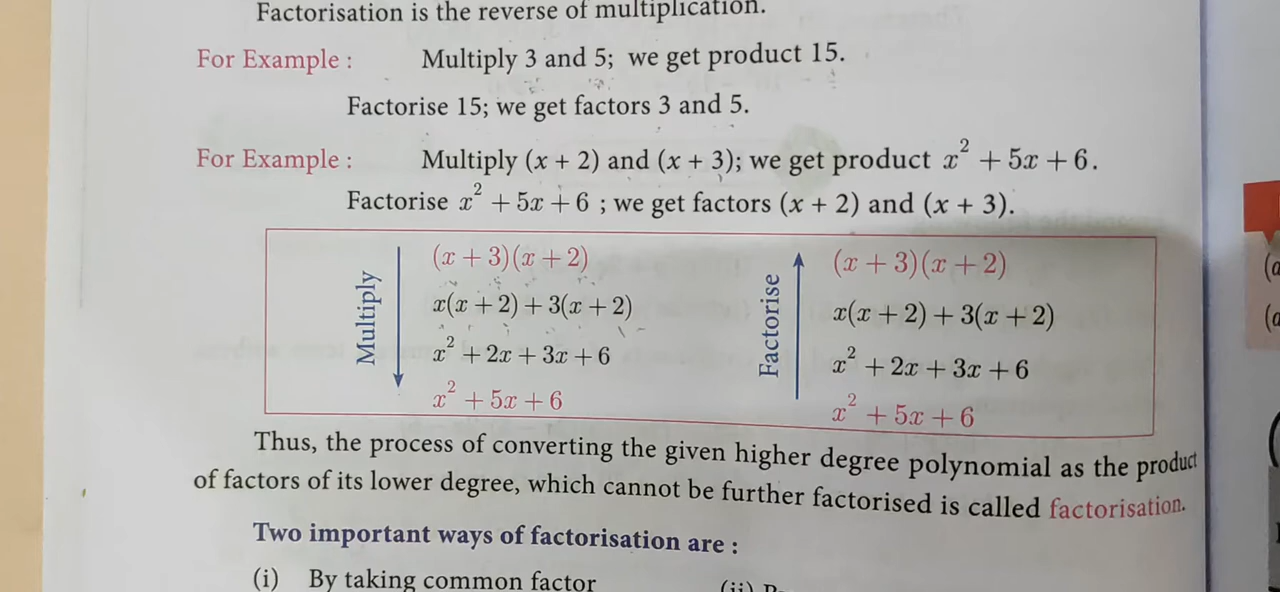 Factorisation is the reverse of multiplication.
For Example : Multiply 3 and 5; we get product 15.
Factorise 15; we get factors 3 and 5.
For Example : Multiply (x + 2) and (x + 3); we get product x² + 5x + 6.
Factorise x² + 5x + 6 ; we get factors (x + 2) and (x + 3).
Multiply
(x + 3)(x + 2)
x(x + 2) + 3(x + 2)
x² + 2x + 3x + 6
x² + 5x + 6
Factorise
(x + 3)(x + 2)
x(x + 2) + 3(x + 2)
x² + 2x + 3x + 6
x² + 5x + 6
Thus, the process of converting the given higher degree polynomial as the product
of factors of its lower degree, which cannot be further factorised is called factorisation.
Two important ways of factorisation are :
(i) By taking common factor (ii)